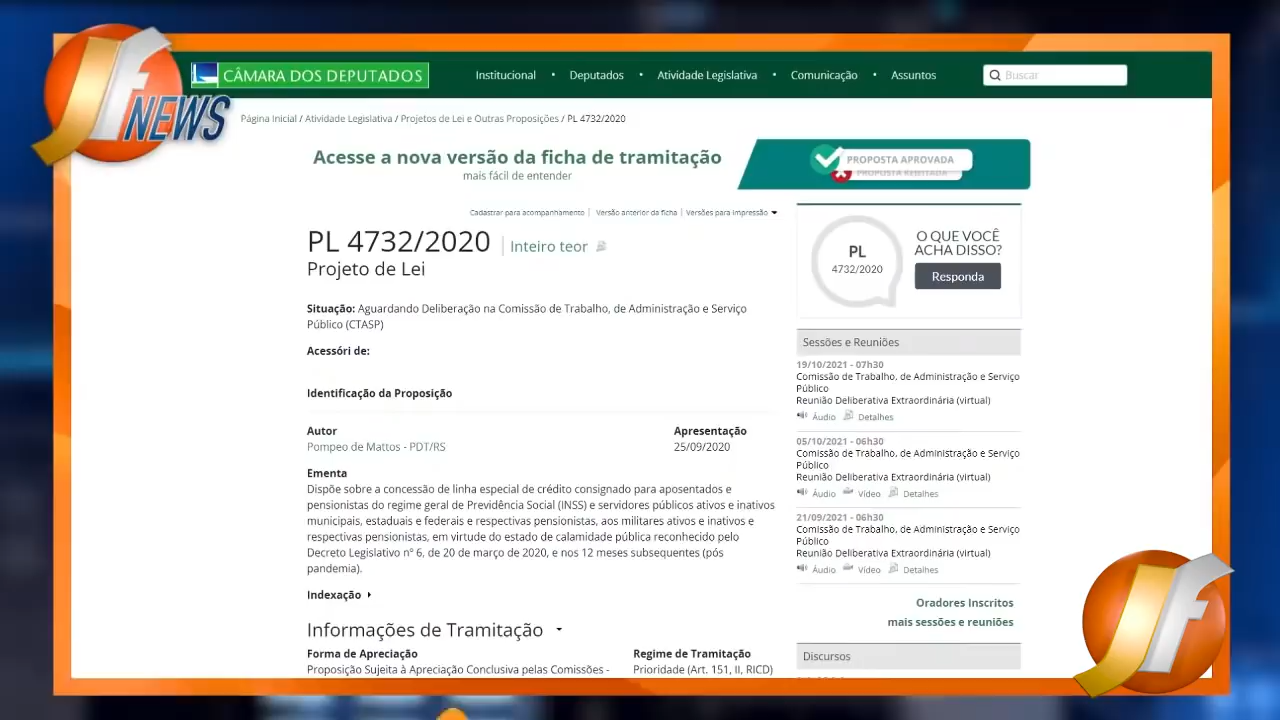 Jf NEWS
CÂMARA DOS DEPUTADOS
Institucional • Deputados • Atividade Legislativa • Comunicação • Assuntos
Buscar
Página Inicial / Atividade Legislativa / Projetos de Lei e Outras Proposições / PL 4732/2020
Acesse a nova versão da ficha de tramitação
mais fácil de entender
PROPOSTA APROVADA
PROPOSTA REJEITADA
Cadastrar para acompanhamento | Versão anterior da ficha | Versões para impressão
PL 4732/2020 | Inteiro teor
Projeto de Lei
Situação: Aguardando Deliberação na Comissão de Trabalho, de Administração e Serviço
Público (CTASP)
Acessóri de:
Identificação da Proposição
Autor
Pompeo de Mattos - PDT/RS
Apresentação
25/09/2020
Ementa
Dispõe sobre a concessão de linha especial de crédito consignado para aposentados e
pensionistas do regime geral de Previdência Social (INSS) e servidores públicos ativos e inativos
municipais, estaduais e federais e respectivas pensionistas, aos militares ativos e inativos e
respectivas pensionistas, em virtude do estado de calamidade pública reconhecido pelo
Decreto Legislativo nº 6, de 20 de março de 2020, e nos 12 meses subsequentes (pós
pandemia).
Indexação
Informações de Tramitação
Forma de Apreciação
Proposição Sujeita à Apreciação Conclusiva pelas Comissões -
Regime de Tramitação
Prioridade (Art. 151, II, RICD)
PL
4732/2020
O QUE VOCÊ
ACHA DISSO?
Responda
Sessões e Reuniões
19/10/2021 - 07h30
Comissão de Trabalho, de Administração e Serviço
Público
Reunião Deliberativa Extraordinária (virtual)
Áudio Detalhes
05/10/2021 - 06h30
Comissão de Trabalho, de Administração e Serviço
Público
Reunião Deliberativa Extraordinária (virtual)
Áudio Vídeo Detalhes
21/09/2021 - 06h30
Comissão de Trabalho, de Administração e Serviço
Público
Reunião Deliberativa Extraordinária (virtual)
Áudio Vídeo Detalhes
Oradores Inscritos
mais sessões e reuniões
Discursos
Jf